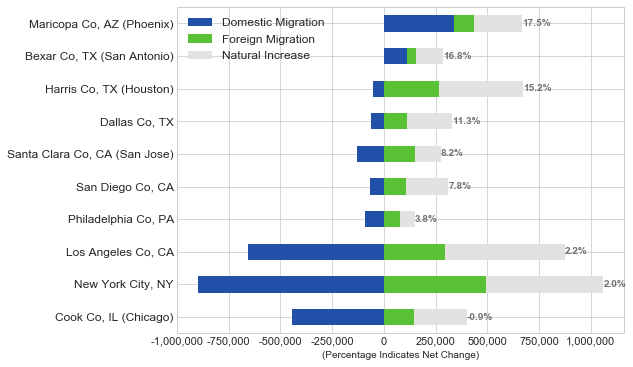 Maricopa Co, AZ (Phoenix)
Domestic Migration
17.5%
Foreign Migration
Bexar Co, TX (San Antonio)
Natural Increase
16.8%
Harris Co, TX (Houston)
15.2%
Dallas Co, TX
11.3%
Santa Clara Co, CA (San Jose)
8.2%
San Diego Co, CA
7.8%
Philadelphia Co, PA
3.8%
Los Angeles Co, CA
2.2%
New York City, NY
2.0%
Cook Co, IL (Chicago)
-0.9%
-1,000,000 -750,000 -500,000 -250,000 0 250,000 500,000 750,000 1,000,000
(Percentage Indicates Net Change)